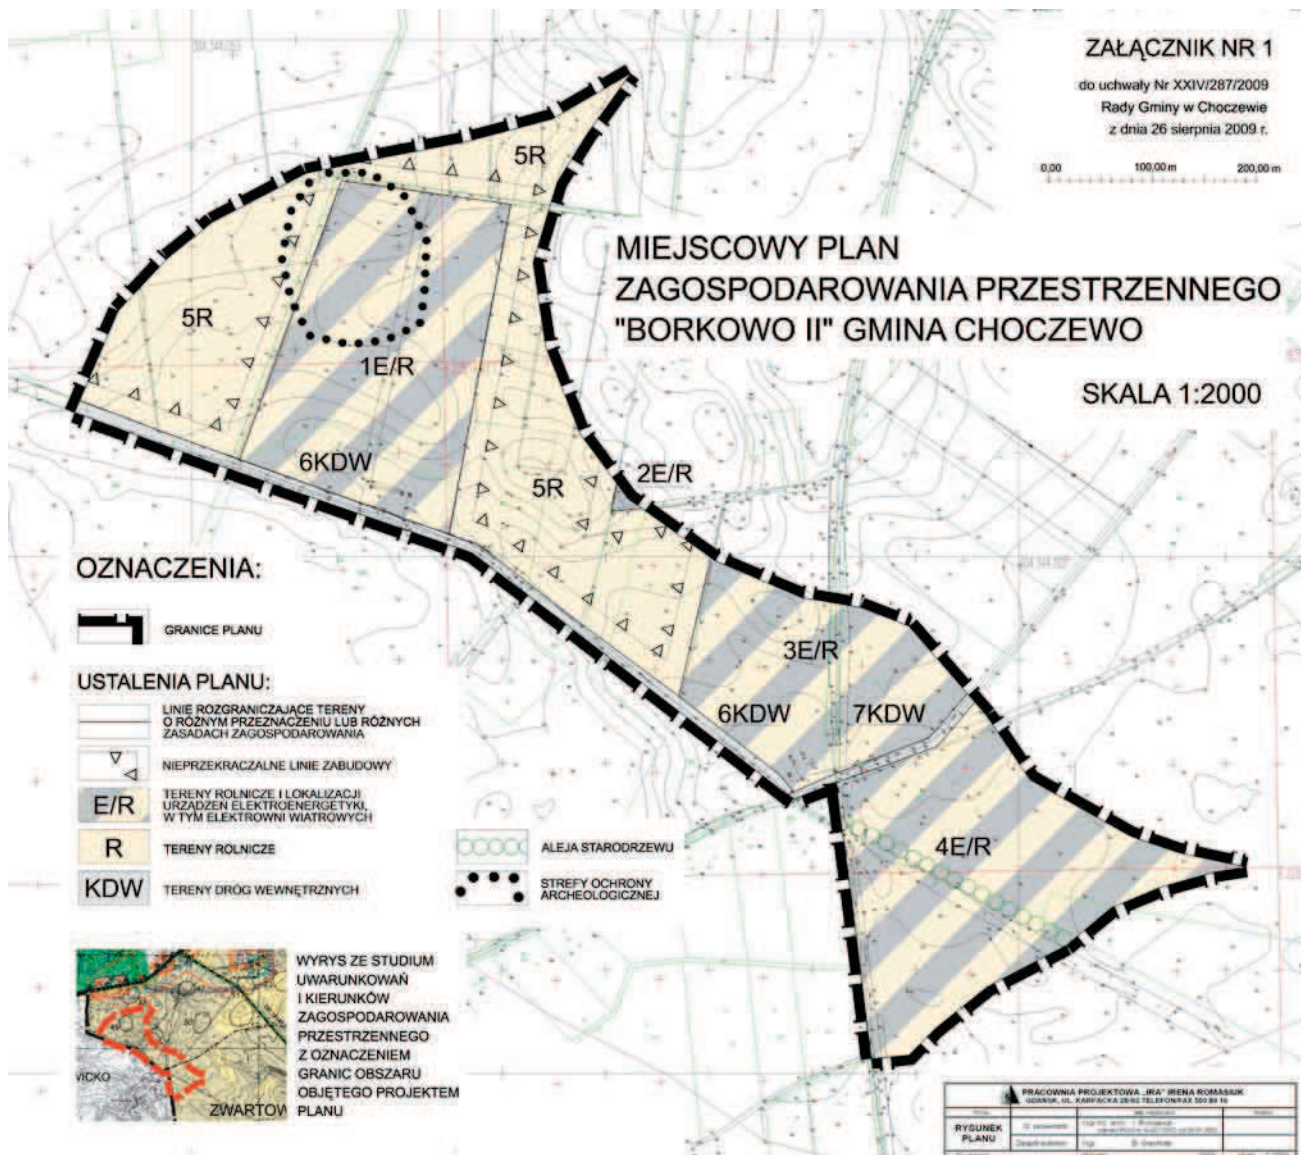 ZAŁĄCZNIK NR 1
do uchwały Nr XXIV/287/2009
Rady Gminy w Choczewie
z dnia 26 sierpnia 2009 r.
0,00 100,00 m 200,00 m
MIEJSCOWY PLAN
ZAGOSPODAROWANIA PRZESTRZENNEGO
"BORKOWO II" GMINA CHOCZEWO
SKALA 1:2000
5R
5R
1E/R
6KDW
5R
2E/R
3E/R
6KDW
7KDW
4E/R
OZNACZENIA:
GRANICE PLANU
USTALENIA PLANU:
LINIE ROZGRANICZAJĄCE TERENY
O RÓŻNYM PRZEZNACZENIU LUB RÓŻNYCH
ZASADACH ZAGOSPODAROWANIA
NIEPRZEKRACZALNE LINIE ZABUDOWY
E/R
TERENY ROLNICZE I LOKALIZACJI
URZĄDZEŃ ELEKTROENERGETYKI,
W TYM ELEKTROWNI WIATROWYCH
R TERENY ROLNICZE
KDW TERENY DRÓG WEWNĘTRZNYCH
ALEJA STARODRZEWU
STREFY OCHRONY
ARCHEOLOGICZNEJ
WYRYS ZE STUDIUM
UWARUNKOWAŃ
I KIERUNKÓW
ZAGOSPODAROWANIA
PRZESTRZENNEGO
Z OZNACZENIEM
GRANIC OBSZARU
OBJĘTEGO PROJEKTEM
PLANU
WICKO
ZWARTOW
PRACOWNIA PROJEKTOWA „IRA" IRENA ROMASIUK
RYSUNEK
PLANU